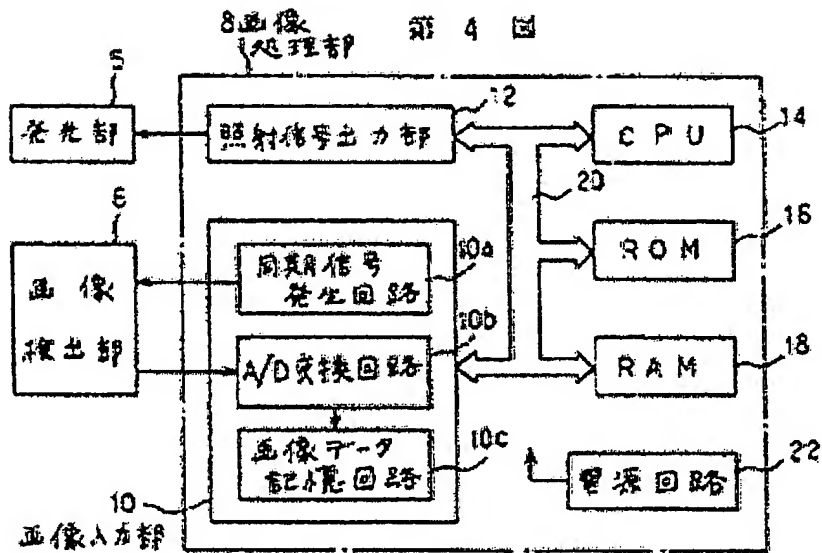 第 4 図
8 画像
処理部
5
発光部
12
照射信号出力部
CPU
14
20
6
画像
検出部
同期信号
発生回路
10a
ROM
16
10b
A/D変換回路
RAM
18
画像データ
記憶回路
10c
電源回路
22
10
画像入力部